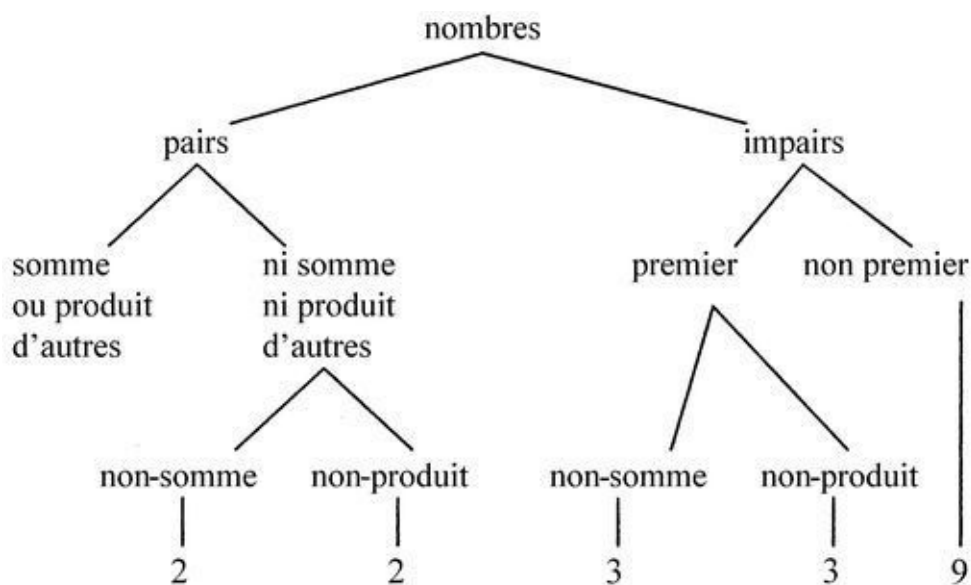 nombres
pairs
impairs
somme
ou produit
d'autres
ni somme
ni produit
d'autres
premier
non premier
non-somme
non-produit
non-somme
non-produit
2
2
3
3
9